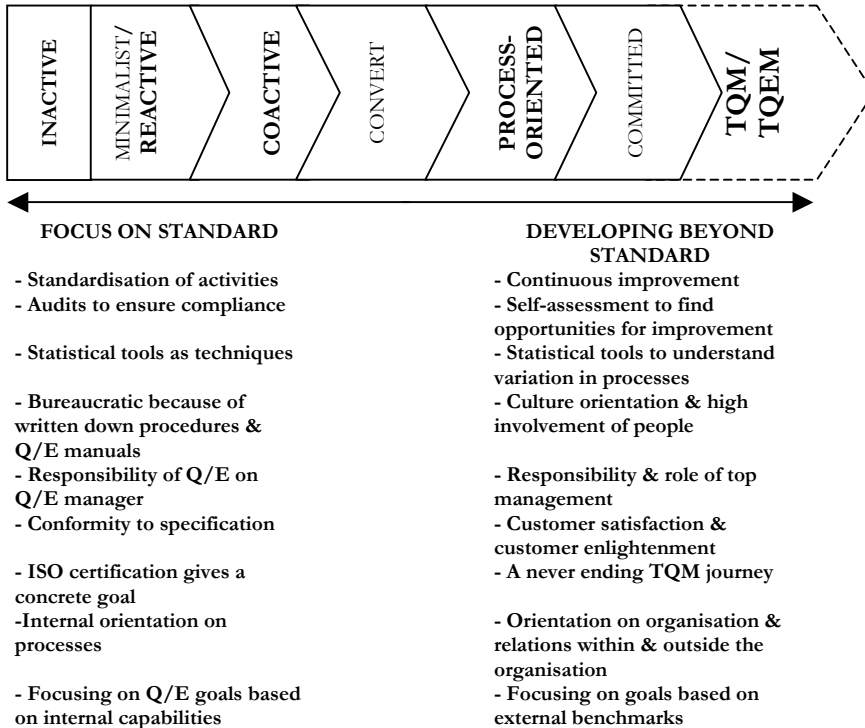 INACTIVE
MINIMALIST/
REACTIVE
COACTIVE
CONVERT
PROCESS-
ORIENTED
COMMITTED
TQM/
TQEM
FOCUS ON STANDARD
- Standardisation of activities
- Audits to ensure compliance
- Statistical tools as techniques
- Bureaucratic because of
written down procedures &
Q/E manuals
- Responsibility of Q/E on
Q/E manager
- Conformity to specification
- ISO certification gives a
concrete goal
-Internal orientation on
processes
- Focusing on Q/E goals based
on internal capabilities
DEVELOPING BEYOND
STANDARD
- Continuous improvement
- Self-assessment to find
opportunities for improvement
- Statistical tools to understand
variation in processes
- Culture orientation & high
involvement of people
- Responsibility & role of top
management
- Customer satisfaction &
customer enlightenment
- A never ending TQM journey
- Orientation on organisation &
relations within & outside the
organisation
- Focusing on goals based on
external benchmarks